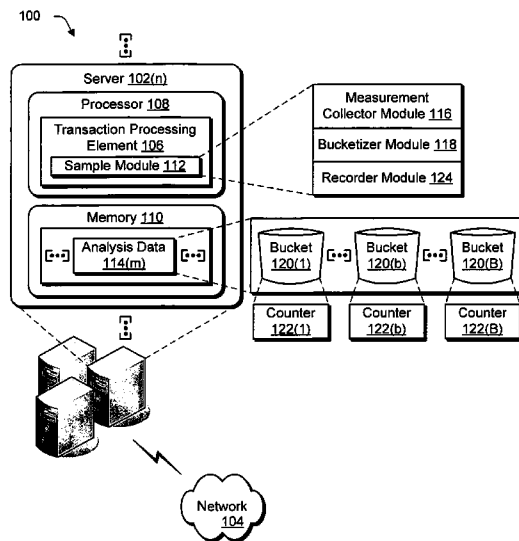 100
Server 102(n)
Processor 108
Transaction Processing
Element 106
Sample Module 112
Measurement
Collector Module 116
Bucketizer Module 118
Recorder Module 124
Memory 110
Analysis Data
114(m)
Bucket
120(1)
Bucket
120(b)
Bucket
120(B)
Counter
122(1)
Counter
122(b)
Counter
122(B)
Network
104